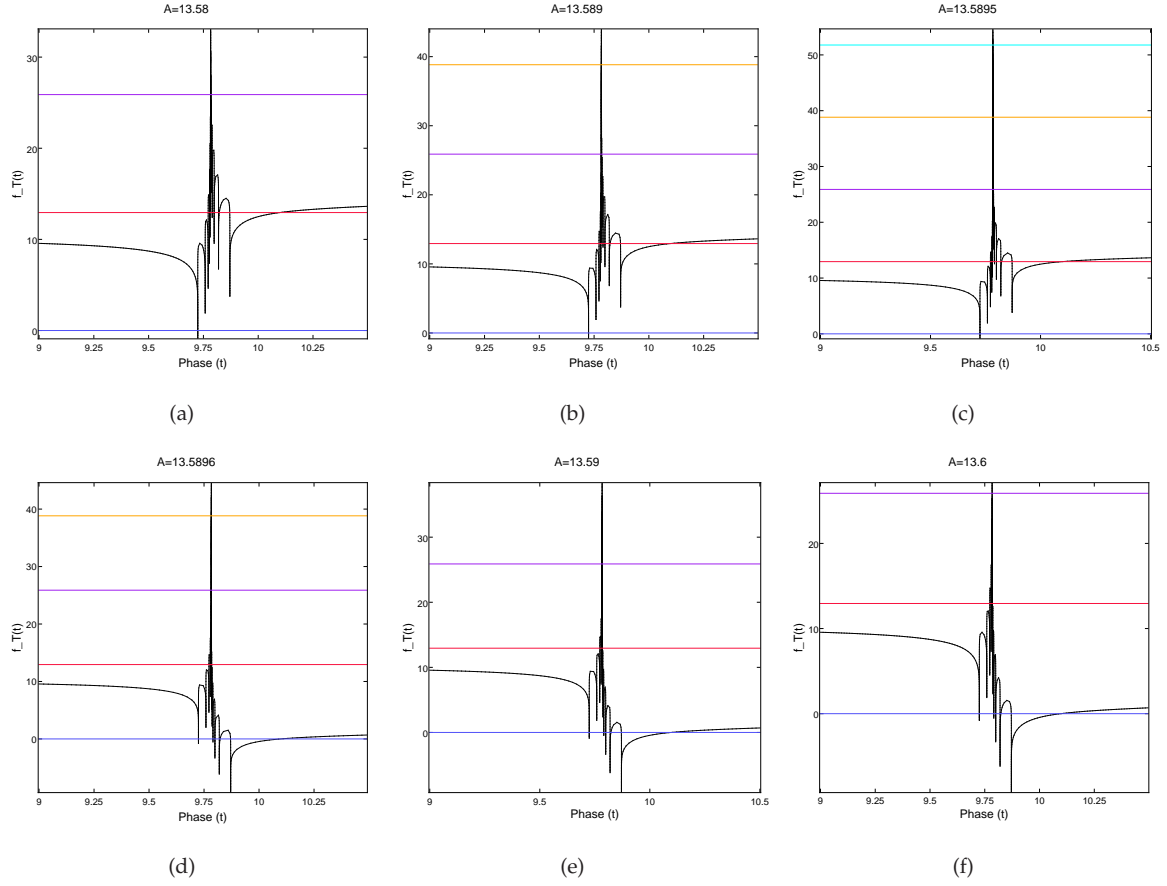 A=13.58
f_T(t)
30
20
10
0
9 9.25 9.5 9.75 10 10.25
Phase (t)
(a)
A=13.589
f_T(t)
40
30
20
10
0
9 9.25 9.5 9.75 10 10.25
Phase (t)
(b)
A=13.5895
f_T(t)
50
40
30
20
10
0
9 9.5 10 10.5
Phase (t)
(c)
A=13.5896
f_T(t)
40
30
20
10
0
9 9.25 9.5 9.75 10 10.25
Phase (t)
(d)
A=13.59
f_T(t)
30
20
10
0
9 9.5 10 10.5
Phase (t)
(e)
A=13.6
f_T(t)
20
10
0
9 9.25 9.5 9.75 10 10.25
Phase (t)
(f)